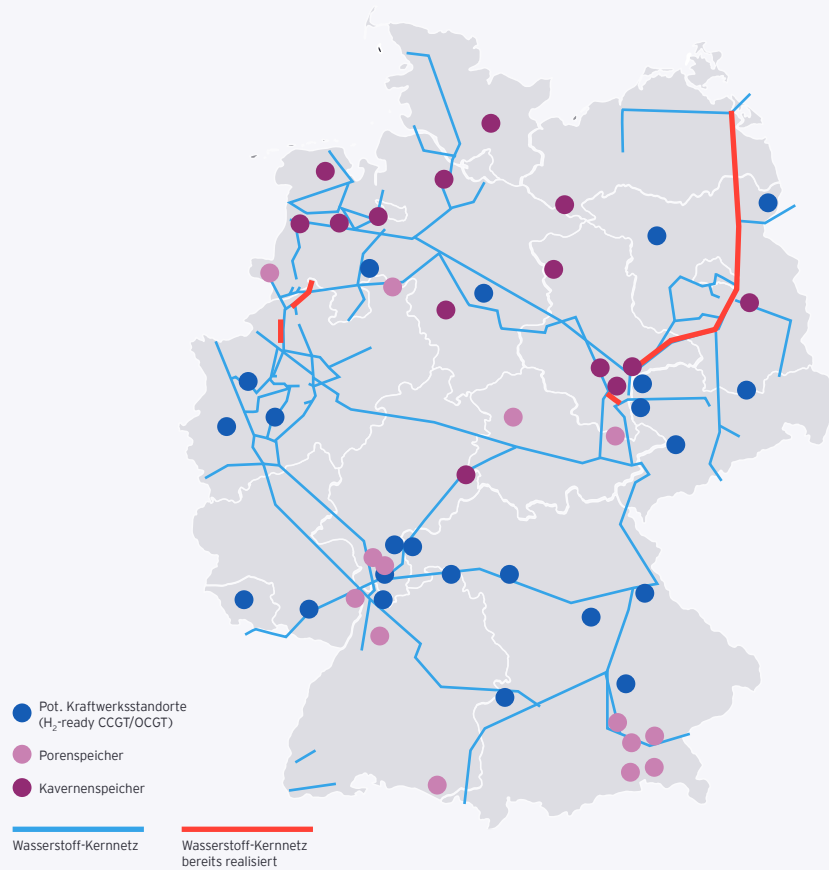 Pot. Kraftwerksstandorte
(H₂-ready CCGT/OCGT)
Porenspeicher
Kavernenspeicher
Wasserstoff-Kernnetz
Wasserstoff-Kernnetz
bereits realisiert